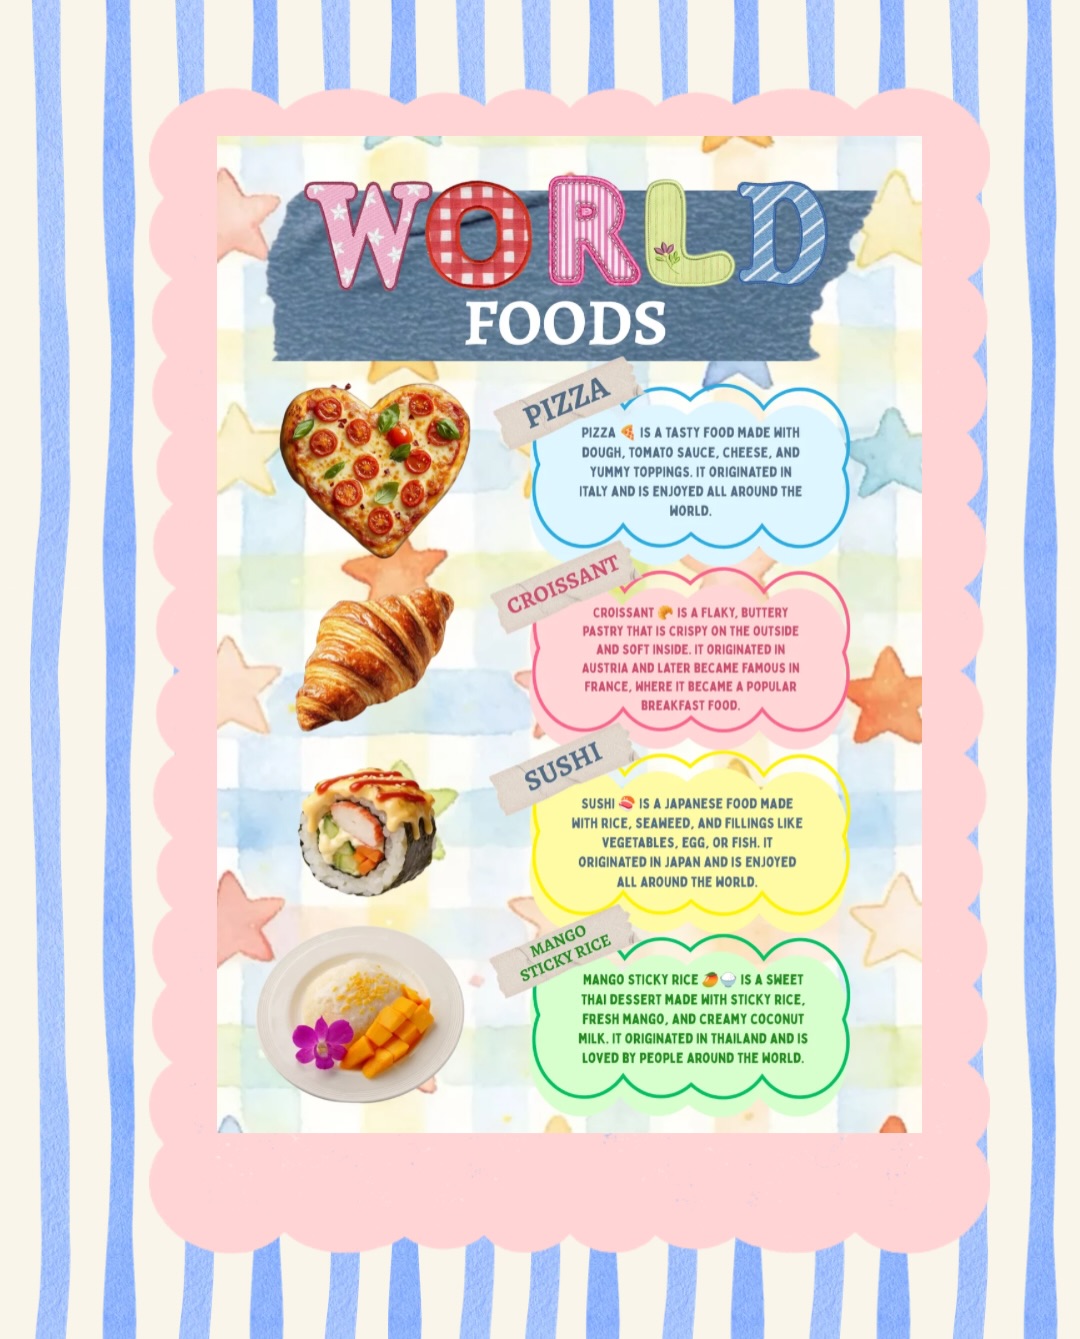 WORLD
FOODS
PIZZA
PIZZA 🍕 IS A TASTY FOOD MADE WITH
DOUGH, TOMATO SAUCE, CHEESE, AND
YUMMY TOPPINGS. IT ORIGINATED IN
ITALY AND IS ENJOYED ALL AROUND THE
WORLD.
CROISSANT
CROISSANT 🥐 IS A FLAKY, BUTTERY
PASTRY THAT IS CRISPY ON THE OUTSIDE
AND SOFT INSIDE. IT ORIGINATED IN
AUSTRIA AND LATER BECAME FAMOUS IN
FRANCE, WHERE IT BECAME A POPULAR
BREAKFAST FOOD.
SUSHI
SUSHI 🍣 IS A JAPANESE FOOD MADE
WITH RICE, SEAWEED, AND FILLINGS LIKE
VEGETABLES, EGG, OR FISH. IT
ORIGINATED IN JAPAN AND IS ENJOYED
ALL AROUND THE WORLD.
MANGO
STICKY RICE
MANGO STICKY RICE 🥭🍚 IS A SWEET
THAI DESSERT MADE WITH STICKY RICE,
FRESH MANGO, AND CREAMY COCONUT
MILK. IT ORIGINATED IN THAILAND AND IS
LOVED BY PEOPLE AROUND THE WORLD.